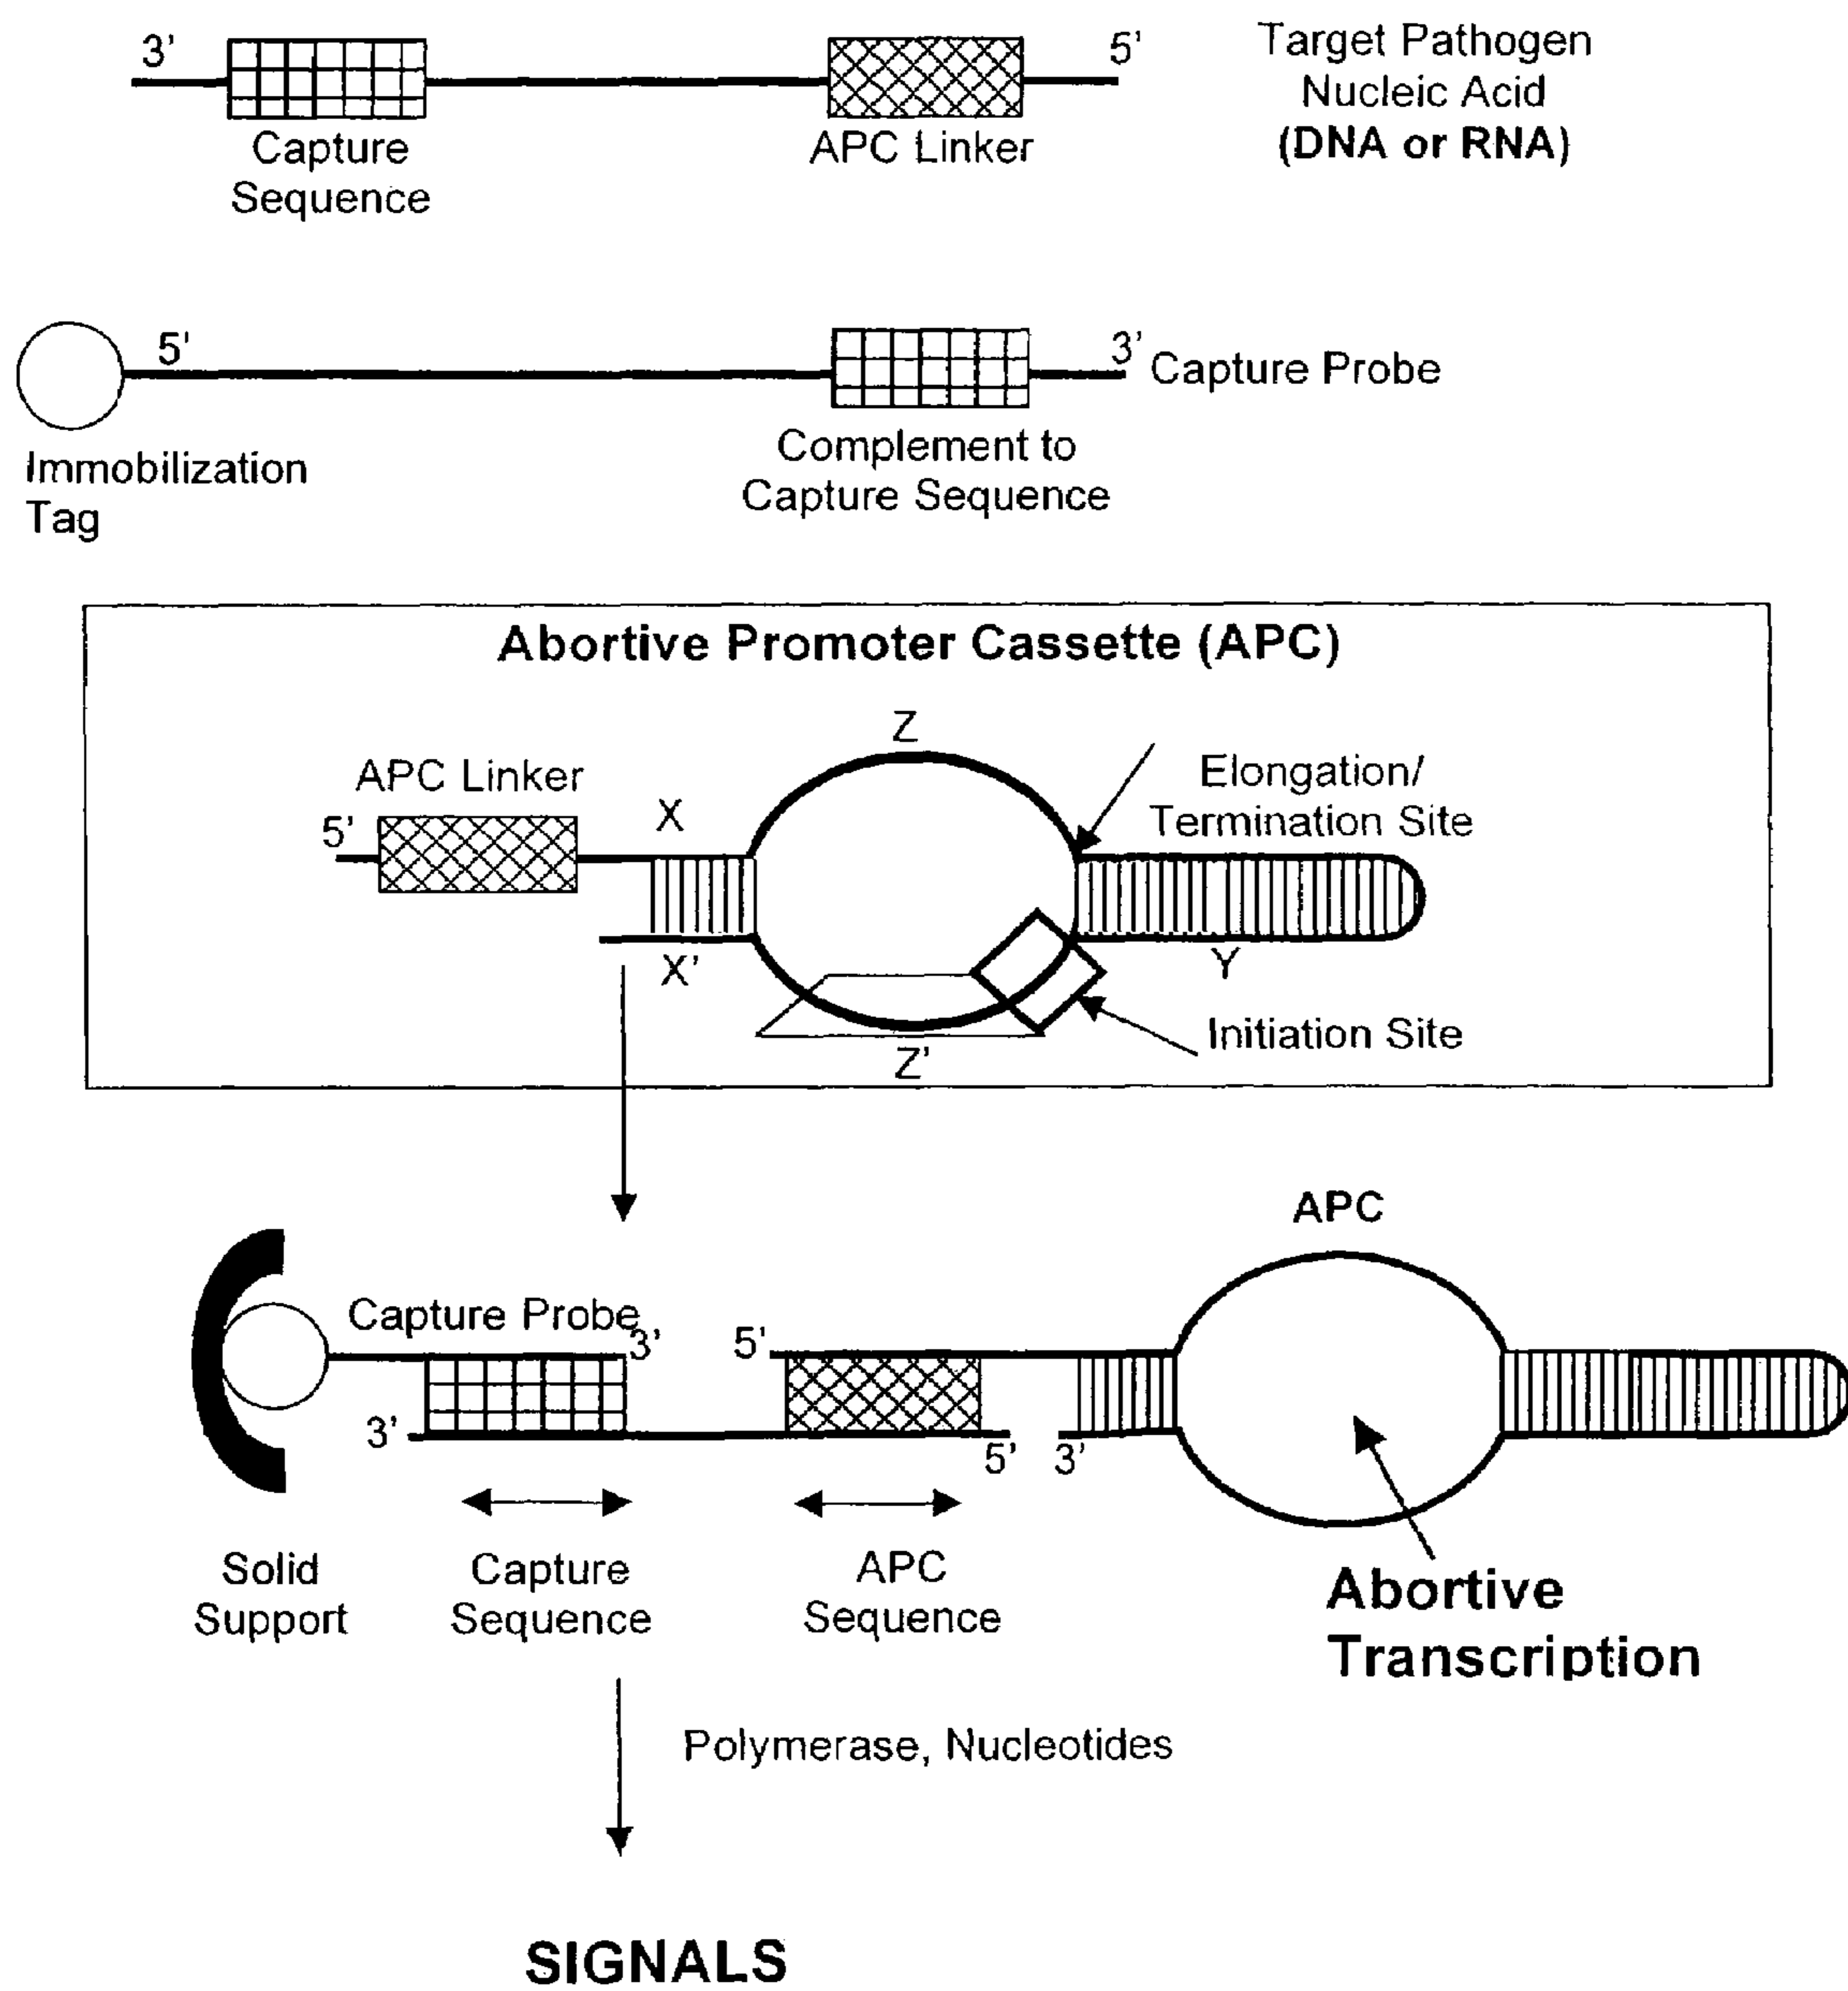 3'
5'
Target Pathogen
Nucleic Acid
(DNA or RNA)
Capture
Sequence
APC Linker
5'
3'
Capture Probe
Immobilization
Tag
Complement to
Capture Sequence
Abortive Promoter Cassette (APC)
Z
APC Linker
X
5'
Elongation/
Termination Site
X'
Y
Initiation Site
Z'
APC
Capture Probe
3'
5'
3'
5'
3'
Solid
Support
Capture
Sequence
APC
Sequence
Abortive
Transcription
Polymerase, Nucleotides
SIGNALS